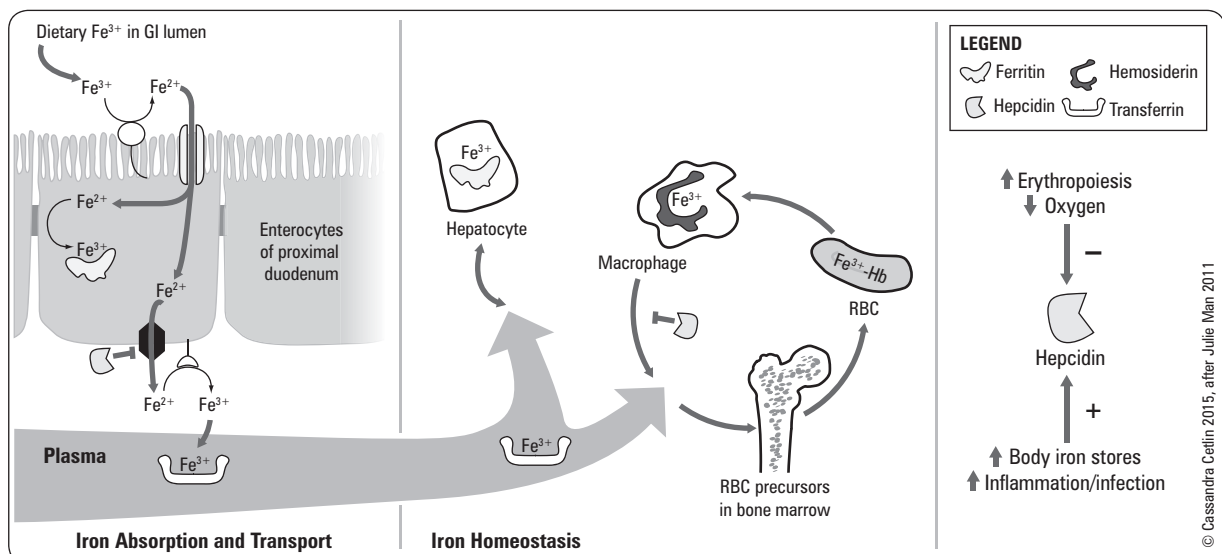 Dietary Fe³⁺ in GI lumen
Fe³⁺
Fe²⁺
Fe²⁺
Fe³⁺
Enterocytes
of proximal
duodenum
Fe²⁺
Fe²⁺
Fe³⁺
Plasma
Fe³⁺
Iron Absorption and Transport
Fe³⁺
Hepatocyte
Fe³⁺
Macrophage
Fe³⁺-Hb
RBC
Fe³⁺
RBC precursors
in bone marrow
Iron Homeostasis
LEGEND
Ferritin
Hemosiderin
Hepcidin
Transferrin
Erythropoiesis
Oxygen
–
Hepcidin
+
Body iron stores
Inflammation/infection
© Cassandra Cetlin 2015, after Julie Man 2011